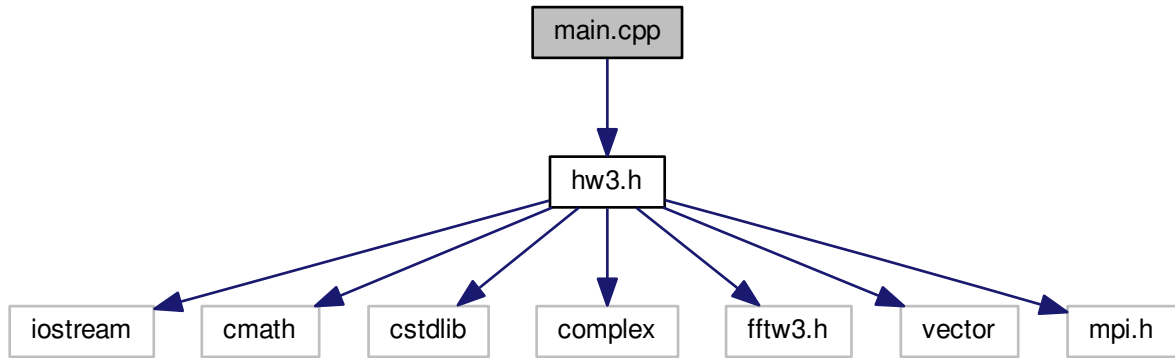 main.cpp
hw3.h
iostream
cmath
cstdlib
complex
fftw3.h
vector
mpi.h